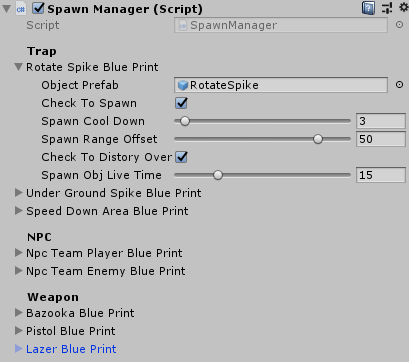 Spawn Manager (Script)
Script SpawnManager
Trap
Rotate Spike Blue Print
Object Prefab RotateSpike
Check To Spawn
Spawn Cool Down 3
Spawn Range Offset 50
Check To Distory Over
Spawn Obj Live Time 15
Under Ground Spike Blue Print
Speed Down Area Blue Print
NPC
Npc Team Player Blue Print
Npc Team Enemy Blue Print
Weapon
Bazooka Blue Print
Pistol Blue Print
Lazer Blue Print